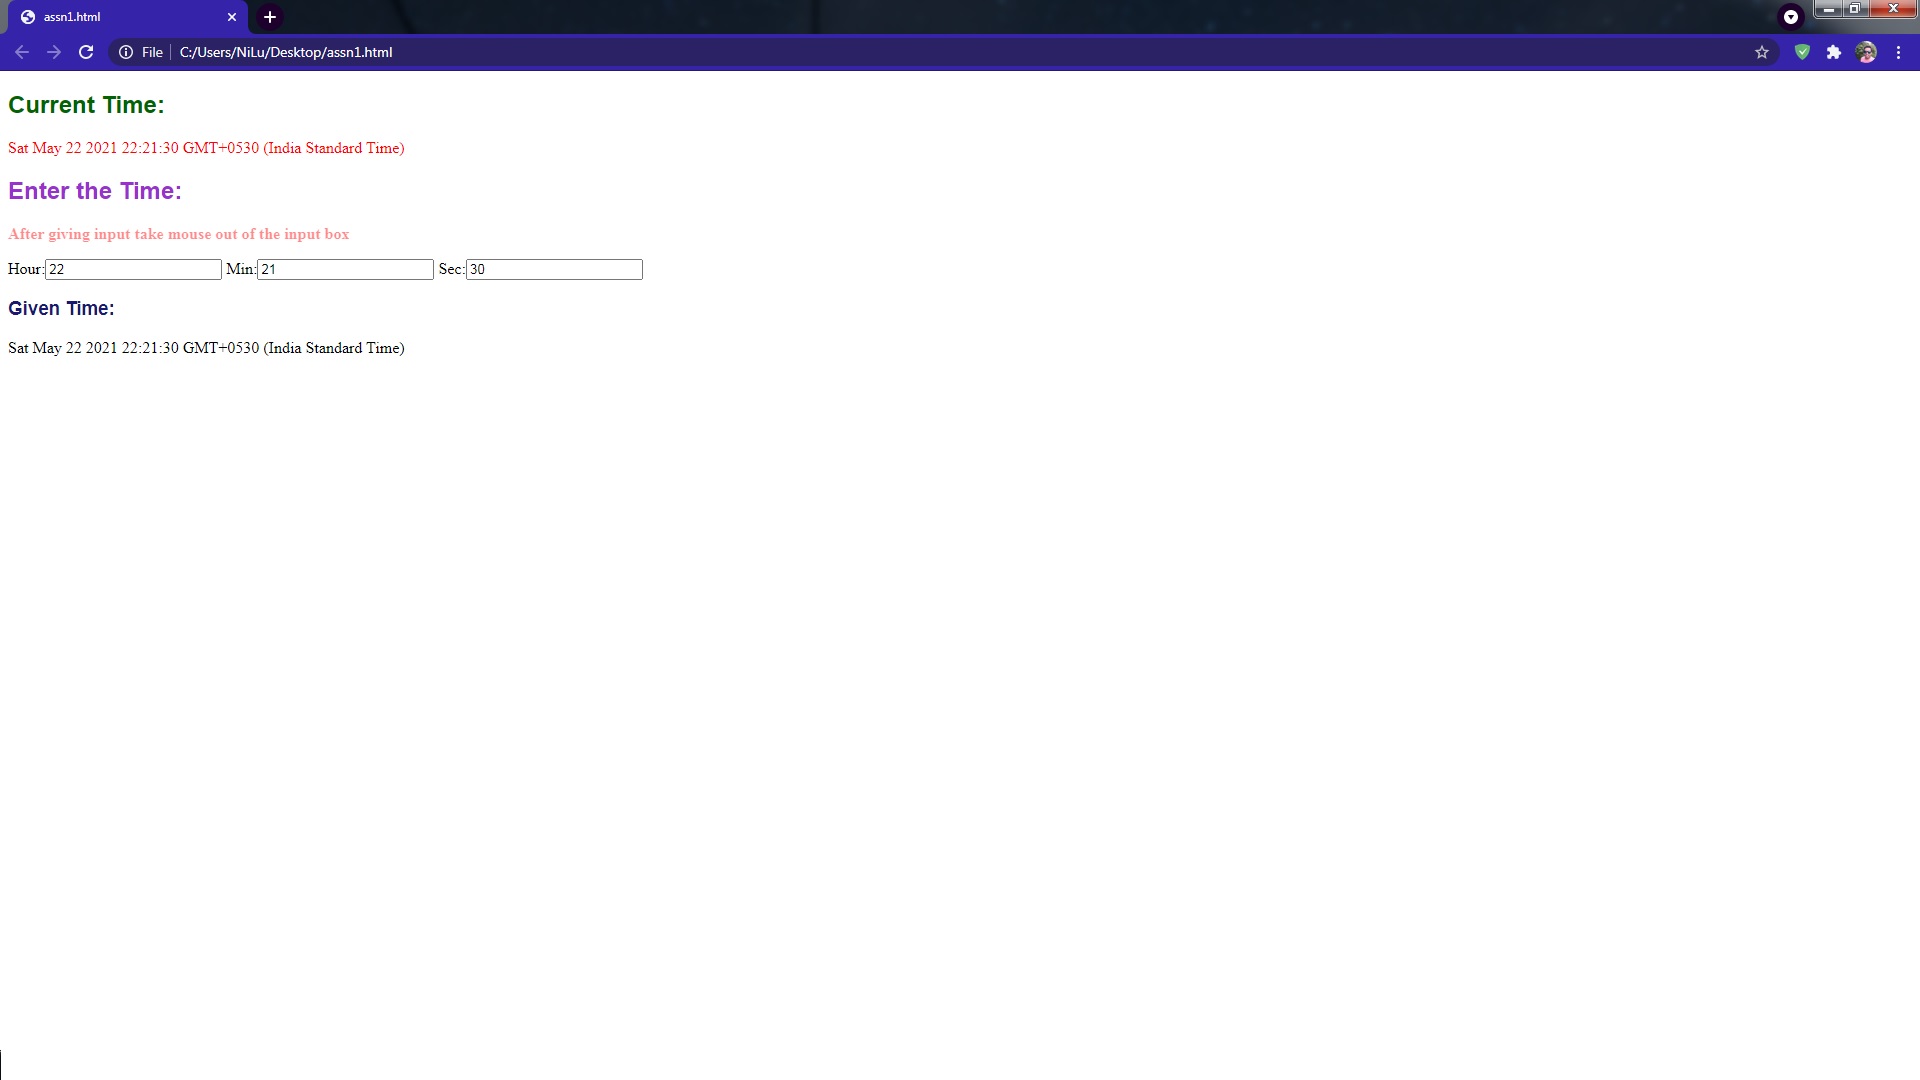 assn1.html
File C:/Users/NiLu/Desktop/assn1.html
Current Time:
Sat May 22 2021 22:21:30 GMT+0530 (India Standard Time)
Enter the Time:
After giving input take mouse out of the input box
Hour:22 Min:21 Sec:30
Given Time:
Sat May 22 2021 22:21:30 GMT+0530 (India Standard Time)